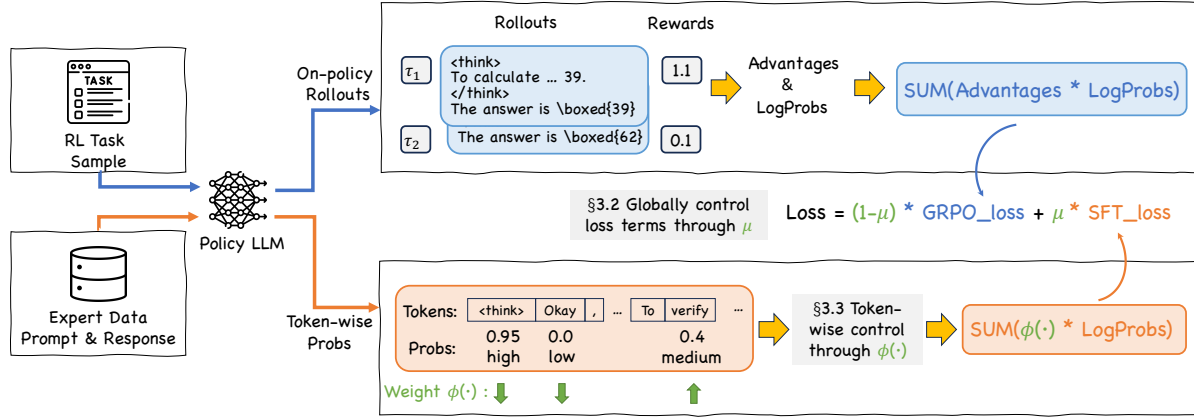 TASK
RL Task
Sample
Expert Data
Prompt & Response
Policy LLM
On-policy
Rollouts
Token-wise
Probs
Rollouts
Rewards
τ1
<think>
To calculate ... 39.
</think>
The answer is \boxed{39}
1.1
τ2
The answer is \boxed{62}
0.1
Advantages
&
LogProbs
SUM(Advantages * LogProbs)
§3.2 Globally control
loss terms through μ
Loss = (1-μ) * GRPO_loss + μ * SFT_loss
Tokens: <think> Okay , ... To verify ...
Probs: 0.95 0.0 0.4
high low medium
Weight ϕ(·) :
§3.3 Token-
wise control
through ϕ(·)
SUM(ϕ(·) * LogProbs)